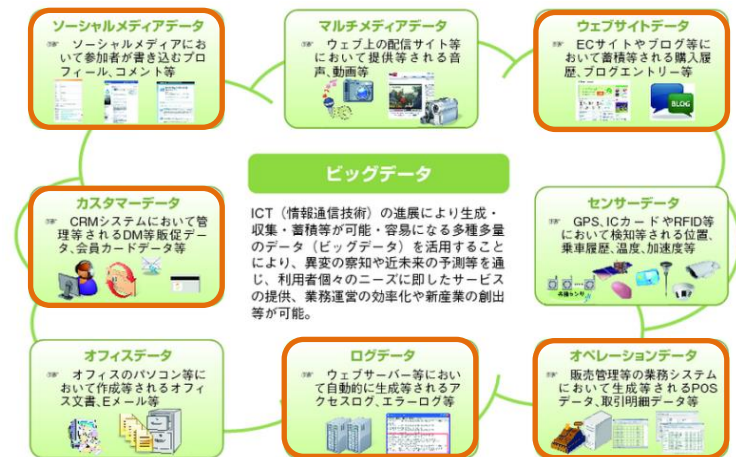 ソーシャルメディアデータ
ソーシャルメディアにお
いて参加者が書き込むプロ
フィール、コメント等
マルチメディアデータ
ウェブ上の配信サイト等
において提供等される音
声、動画等
ウェブサイトデータ
ECサイトやブログ等に
おいて蓄積等される購入履
歴、ブログエントリー等
BLOG
カスタマーデータ
CRMシステムにおいて管
理等されるDM等販促デー
タ、会員カードデータ等
ビッグデータ
ICT(情報通信技術)の進展により生成・
収集・蓄積等が可能・容易になる多種多量
のデータ(ビッグデータ)を活用すること
により、異変の察知や近未来の予測等を通
じ、利用者個々のニーズに即したサービス
の提供、業務運営の効率化や新産業の創出
等が可能。
センサーデータ
GPS、ICカードやRFID等
において検知等される位置、
乗車履歴、温度、加速度等
各種センサ
オフィスデータ
オフィスのパソコン等に
おいて作成等されるオフィ
ス文書、Eメール等
ログデータ
ウェブサーバー等におい
て自動的に生成等されるア
クセスログ、エラーログ等
オペレーションデータ
販売管理等の業務システム
において生成等されるPOS
データ、取引明細データ等